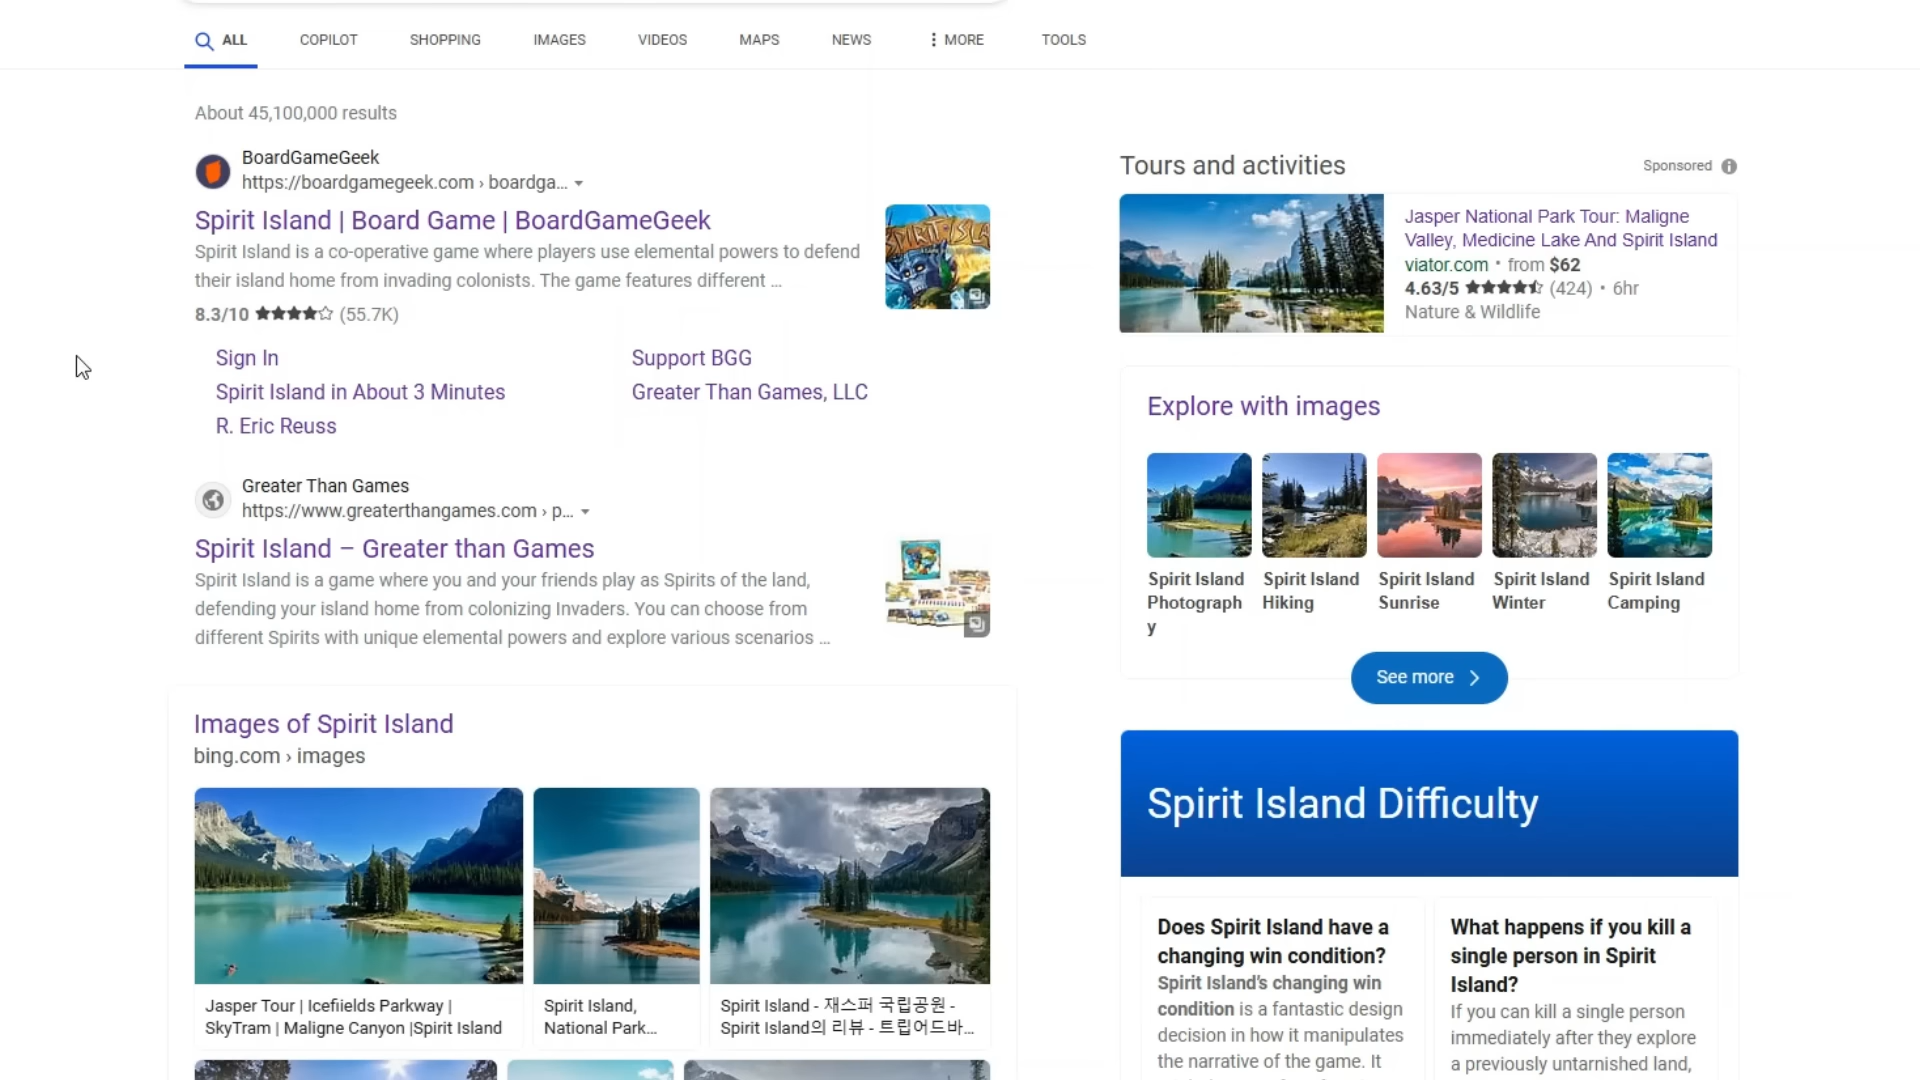 ALL
COPILOT
SHOPPING
IMAGES
VIDEOS
MAPS
NEWS
MORE
TOOLS
About 45,100,000 results
BoardGameGeek
https://boardgamegeek.com › boardga...
Spirit Island | Board Game | BoardGameGeek
Spirit Island is a co-operative game where players use elemental powers to defend
their island home from invading colonists. The game features different ...
8.3/10 ★★★★☆ (55.7K)
Sign In
Support BGG
Spirit Island in About 3 Minutes
Greater Than Games, LLC
R. Eric Reuss
Greater Than Games
https://www.greaterthangames.com › p...
Spirit Island – Greater than Games
Spirit Island is a game where you and your friends play as Spirits of the land,
defending your island home from colonizing Invaders. You can choose from
different Spirits with unique elemental powers and explore various scenarios ...
Images of Spirit Island
bing.com › images
Jasper Tour | Icefiields Parkway |
SkyTram | Maligne Canyon |Spirit Island
Spirit Island,
National Park...
Spirit Island - 재스퍼 국립공원 -
Spirit Island의 리뷰 - 트립어드바...
Tours and activities
Sponsored
Jasper National Park Tour: Maligne
Valley, Medicine Lake And Spirit Island
viator.com • from $62
4.63/5 (424) • 6hr
Nature & Wildlife
Explore with images
Spirit Island
Photograph
y
Spirit Island
Hiking
Spirit Island
Sunrise
Spirit Island
Winter
Spirit Island
Camping
See more
Spirit Island Difficulty
Does Spirit Island have a
changing win condition?
Spirit Island's changing win
condition is a fantastic design
decision in how it manipulates
the narrative of the game. It
What happens if you kill a
single person in Spirit
Island?
If you can kill a single person
immediately after they explore
a previously untarnished land,